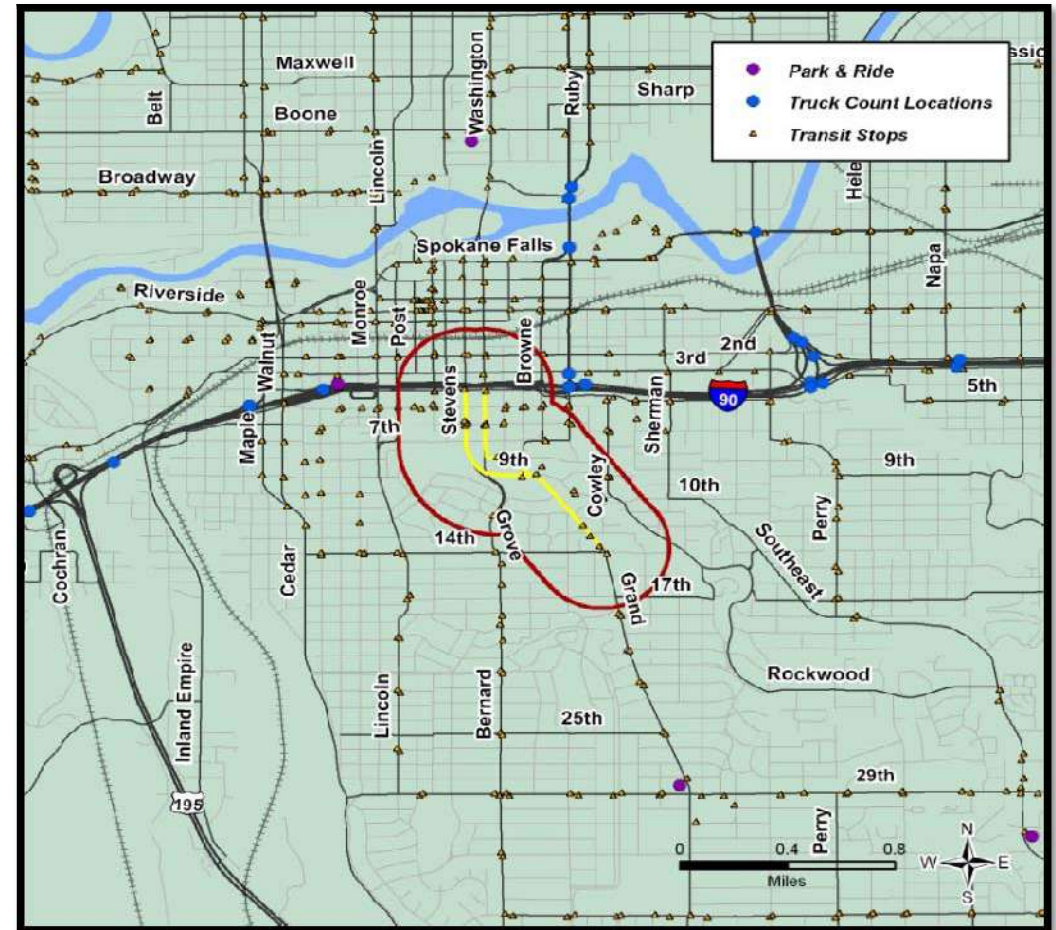 Maxwell
Belt
Boone
Washington
Ruby
Sharp
Park & Ride
Truck Count Locations
Transit Stops
Broadway
Lincoln
Spokane Falls
Napa
Riverside
Monroe
Post
Walnut
Browne
2nd
3rd
Stevens
90
5th
Sherman
Maple
7th
9th
9th
Cowley
10th
14th
Grove
Perry
Southeast
Cochran
Cedar
17th
Grand
Rockwood
Inland Empire
Lincoln
Bernard
25th
29th
195
Perry
0 0.4 0.8
Miles
N
W E
S